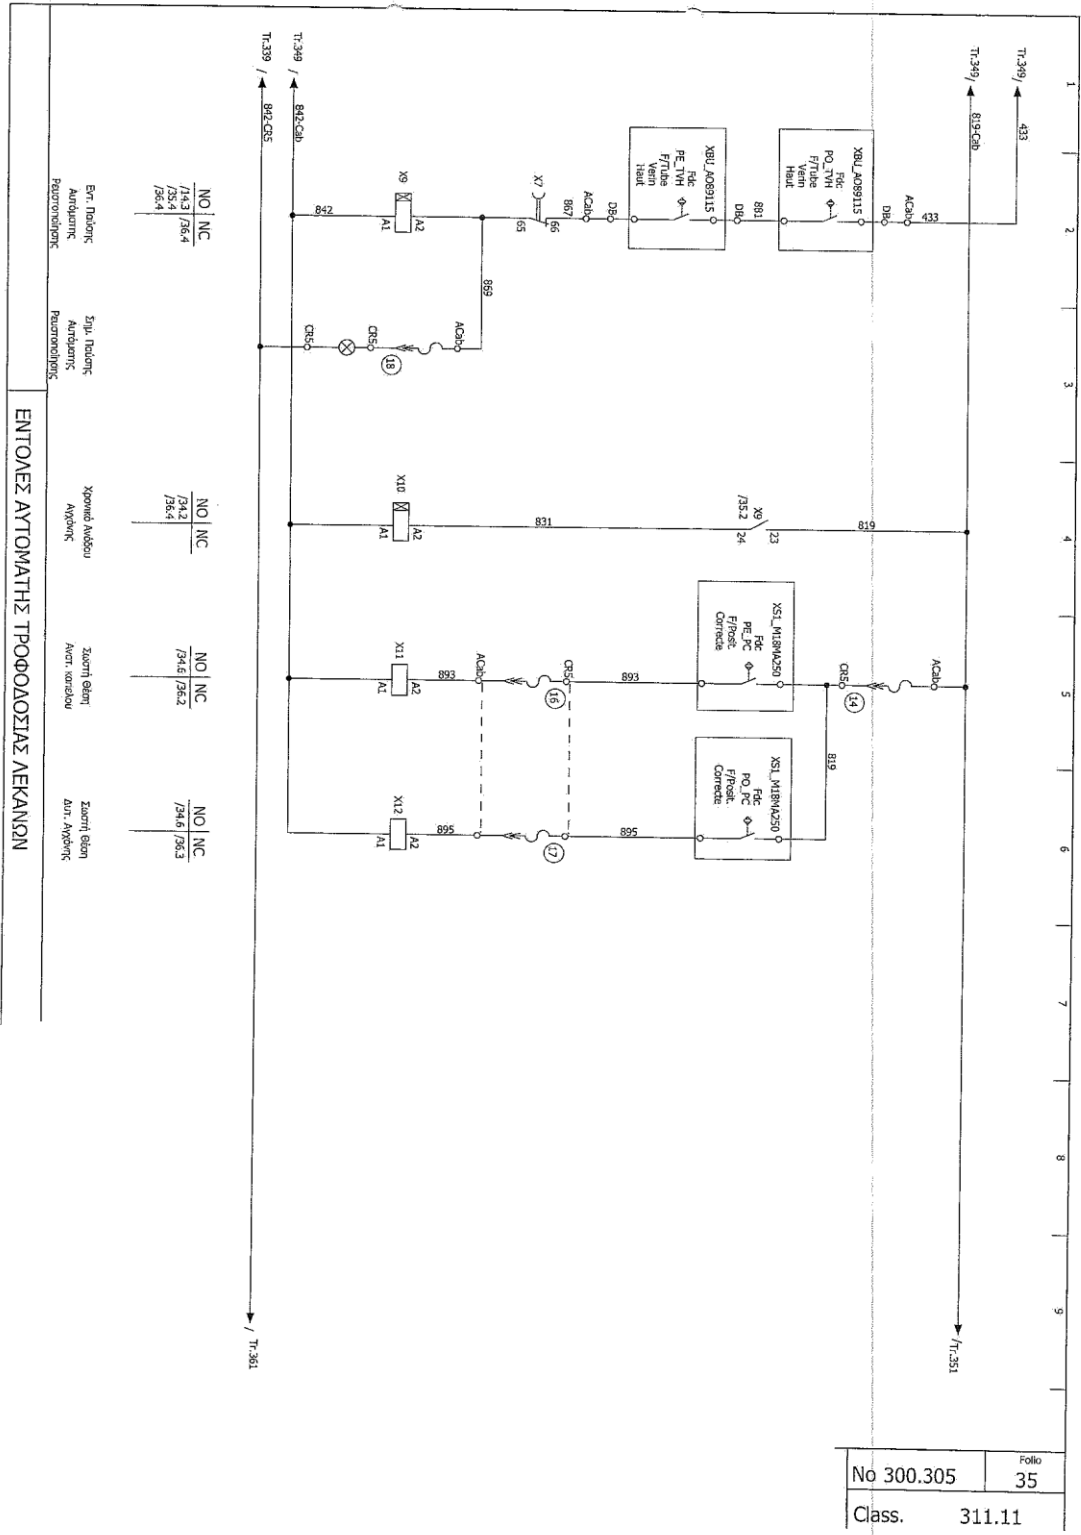 1
2
3
4
5
6
7
8
9
Tr.349/
433
Tr.349/
819-Cab
Tr.349 /
842-Cab
Tr.339 /
842-CR5
433
ACab
DB
XBU_AO89115
Fdc
PO_TVH
F/Tube
Verin
Haut
881
DB
XBU_AO89115
Fdc
PE_TVH
F/Tube
Verin
Haut
DB
ACab
867
X7
66
65
869
X9
A2
A1
842
ACab
18
CR5
CR5
819
X9
/35.2
23
24
831
X10
A2
A1
ACab
14
CR5
819
XS1_M18MA250
Fdc
PE_PC
F/Posit.
Correcte
893
CR5
16
ACab
893
X11
A2
A1
XS1_M18MA250
Fdc
PO_PC
F/Posit.
Correcte
895
17
895
X12
A2
A1
/Tr.351
/ Tr.361
NO NC
/14.3 /36.4
/35.4
/36.4
Εντ. Παύσης
Αυτόματης
Ρευστοποίησης
Σημ. Παύσης
Αυτόματης
Ρευστοποίησης
NO NC
/34.2
/36.4
Χρονικό Ανόδου
Αγχόνης
NO NC
/34.6 /36.2
Σωστή Θέση
Ανατ. καπέλου
NO NC
/34.6 /36.3
Σωστή Θέση
Δυτ. Αγχόνης
ΕΝΤΟΛΕΣ ΑΥΤΟΜΑΤΗΣ ΤΡΟΦΟΔΟΣΙΑΣ ΛΕΚΑΝΩΝ
No 300.305
Folio
35
Class. 311.11